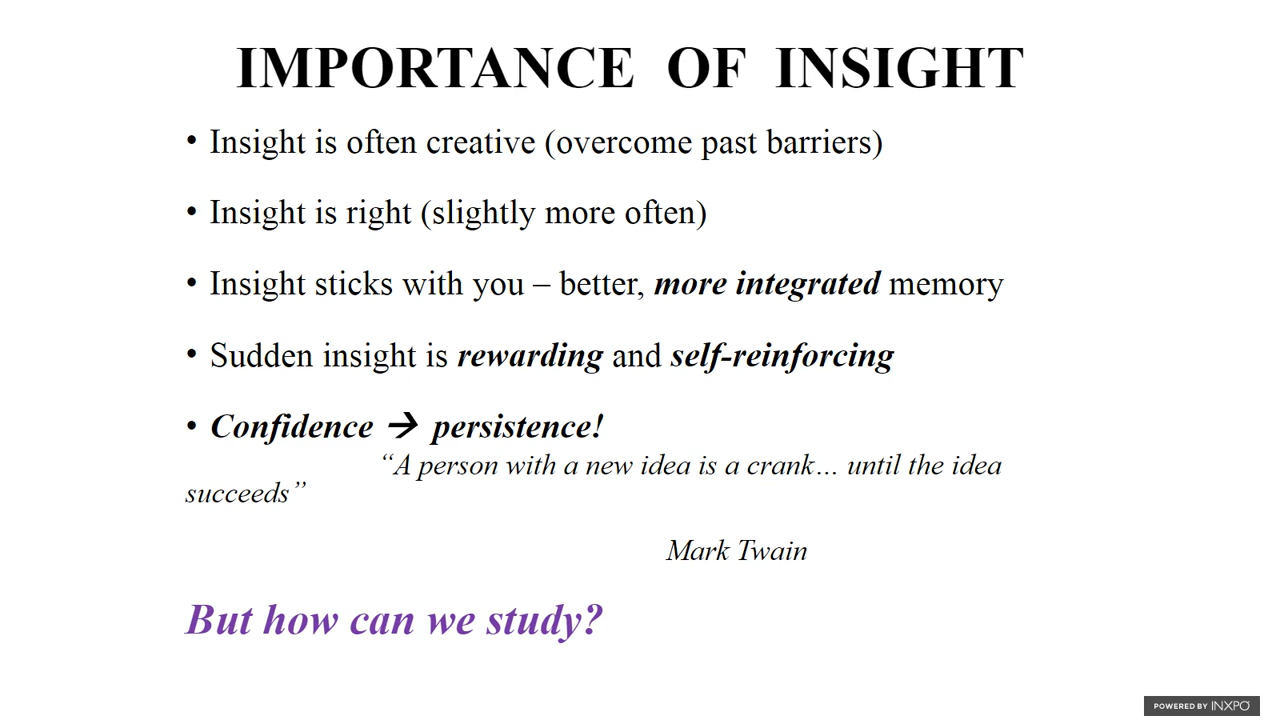 IMPORTANCE OF INSIGHT
• Insight is often creative (overcome past barriers)
• Insight is right (slightly more often)
• Insight sticks with you – better, more integrated memory
• Sudden insight is rewarding and self-reinforcing
• Confidence → persistence!
“A person with a new idea is a crank… until the idea
succeeds”
Mark Twain
But how can we study?
POWERED BY INXPO